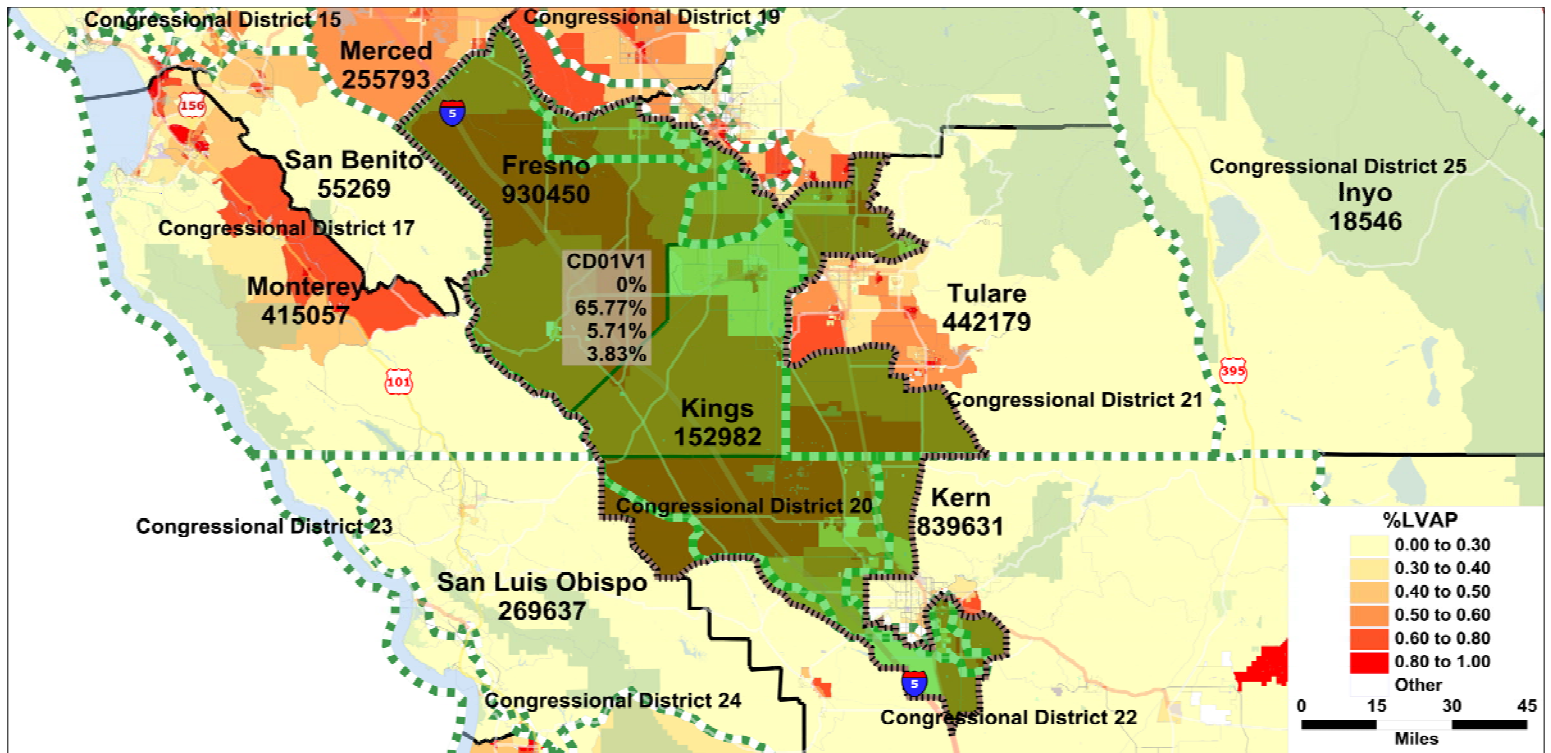 Congressional District 15
Congressional District 19
Merced
255793
156
5
San Benito
55269
Fresno
930450
Congressional District 25
Inyo
18546
Congressional District 17
CD01V1
0%
65.77%
5.71%
3.83%
Monterey
415057
Tulare
442179
101
395
Kings
152982
Congressional District 21
Congressional District 20
Kern
839631
Congressional District 23
San Luis Obispo
269637
5
Congressional District 24
Congressional District 22
%LVAP
0.00 to 0.30
0.30 to 0.40
0.40 to 0.50
0.50 to 0.60
0.60 to 0.80
0.80 to 1.00
Other
0 15 30 45
Miles